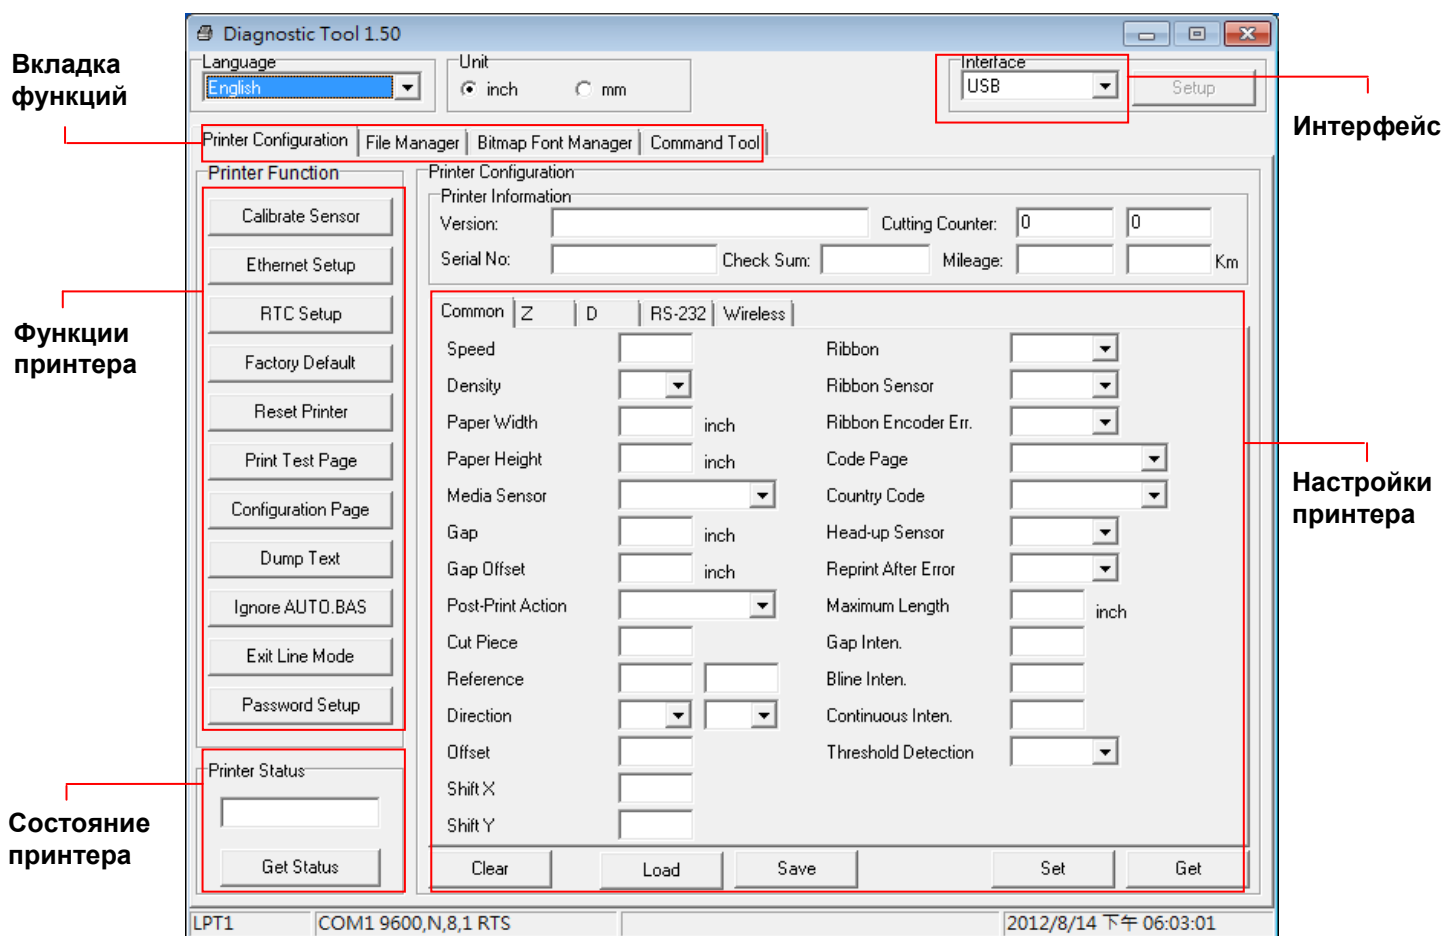 Diagnostic Tool 1.50
Вкладка
функций
Language
English
Unit
inch
mm
Interface
USB
Setup
Интерфейс
Printer Configuration
File Manager
Bitmap Font Manager
Command Tool
Printer Function
Calibrate Sensor
Ethernet Setup
RTC Setup
Factory Default
Reset Printer
Print Test Page
Configuration Page
Dump Text
Ignore AUTO.BAS
Exit Line Mode
Password Setup
Функции
принтера
Printer Configuration
Printer Information
Version:
Cutting Counter: 0 0
Serial No:
Check Sum:
Mileage:
Km
Common
Z
D
RS-232
Wireless
Speed
Density
Paper Width inch
Paper Height inch
Media Sensor
Gap inch
Gap Offset inch
Post-Print Action
Cut Piece
Reference
Direction
Offset
Shift X
Shift Y
Ribbon
Ribbon Sensor
Ribbon Encoder Err.
Code Page
Country Code
Head-up Sensor
Reprint After Error
Maximum Length inch
Gap Inten.
Bline Inten.
Continuous Inten.
Threshold Detection
Настройки
принтера
Printer Status
Get Status
Состояние
принтера
Clear
Load
Save
Set
Get
LPT1
COM1 9600,N,8,1 RTS
2012/8/14 下午 06:03:01